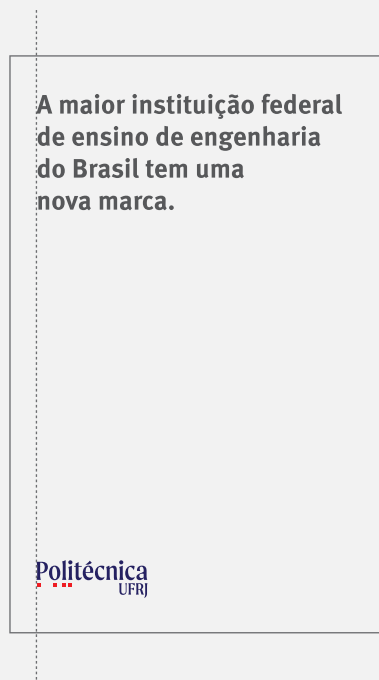 A maior instituição federal
de ensino de engenharia
do Brasil tem uma
nova marca.
Politécnica
UFRJ